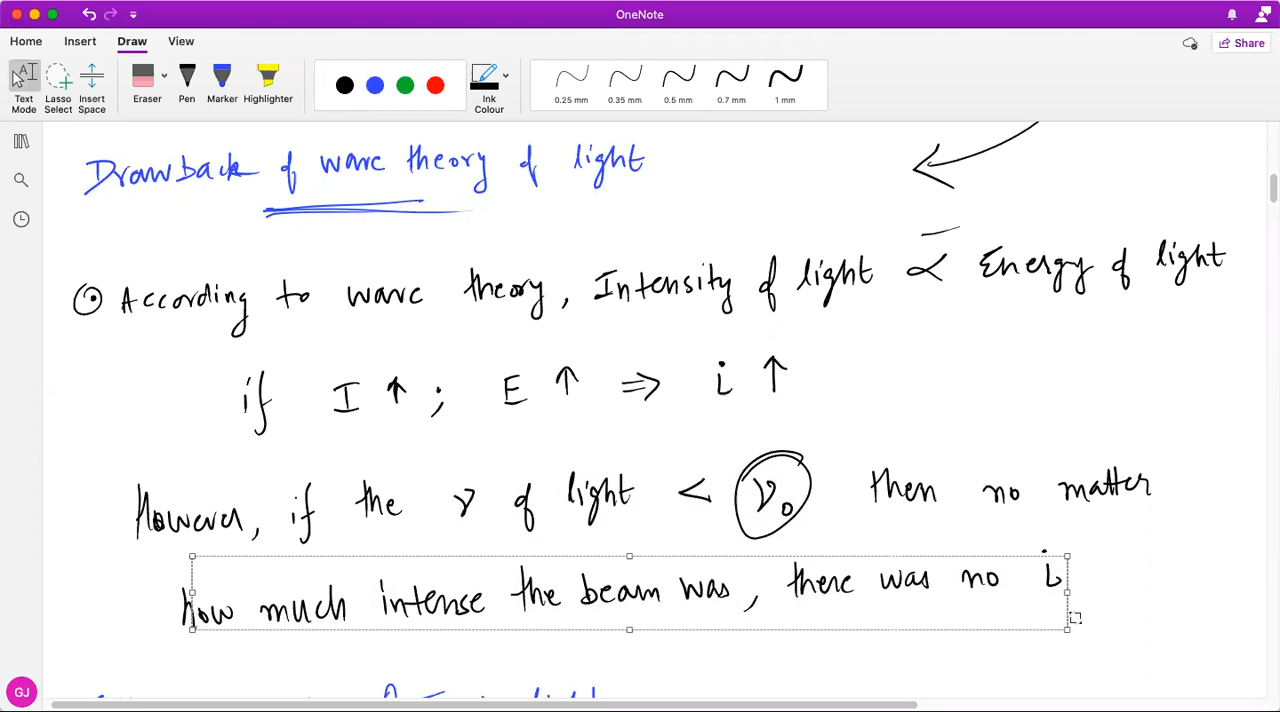 OneNote
Home Insert Draw View
Share
Text Mode
Lasso Select
Insert Space
Eraser
Pen
Marker
Highlighter
Ink Colour
0.25 mm
0.35 mm
0.5 mm
0.7 mm
1 mm
Drawback of wave theory of light
⊙ According to wave theory, Intensity of light ∝ Energy of light
if I ↑ ; E ↑ ⇒ i ↑
However, if the ν of light < ν₀ then no matter
how much intense the beam was, there was no i
GJ